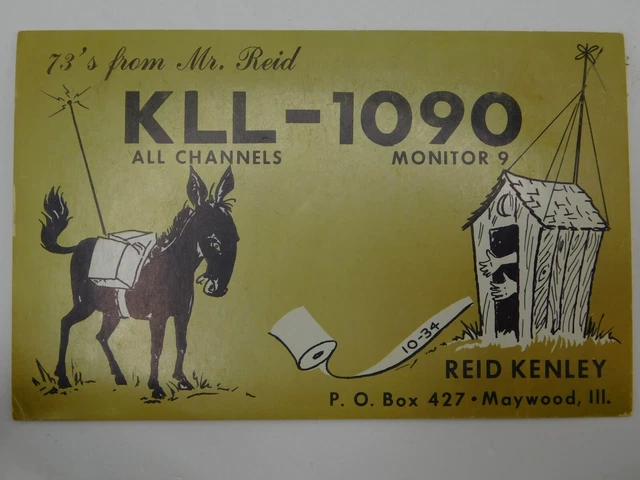 73's from Mr. Reid
KLL-1090
ALL CHANNELS MONITOR 9
10-34
REID KENLEY
P. O. Box 427 • Maywood, Ill.